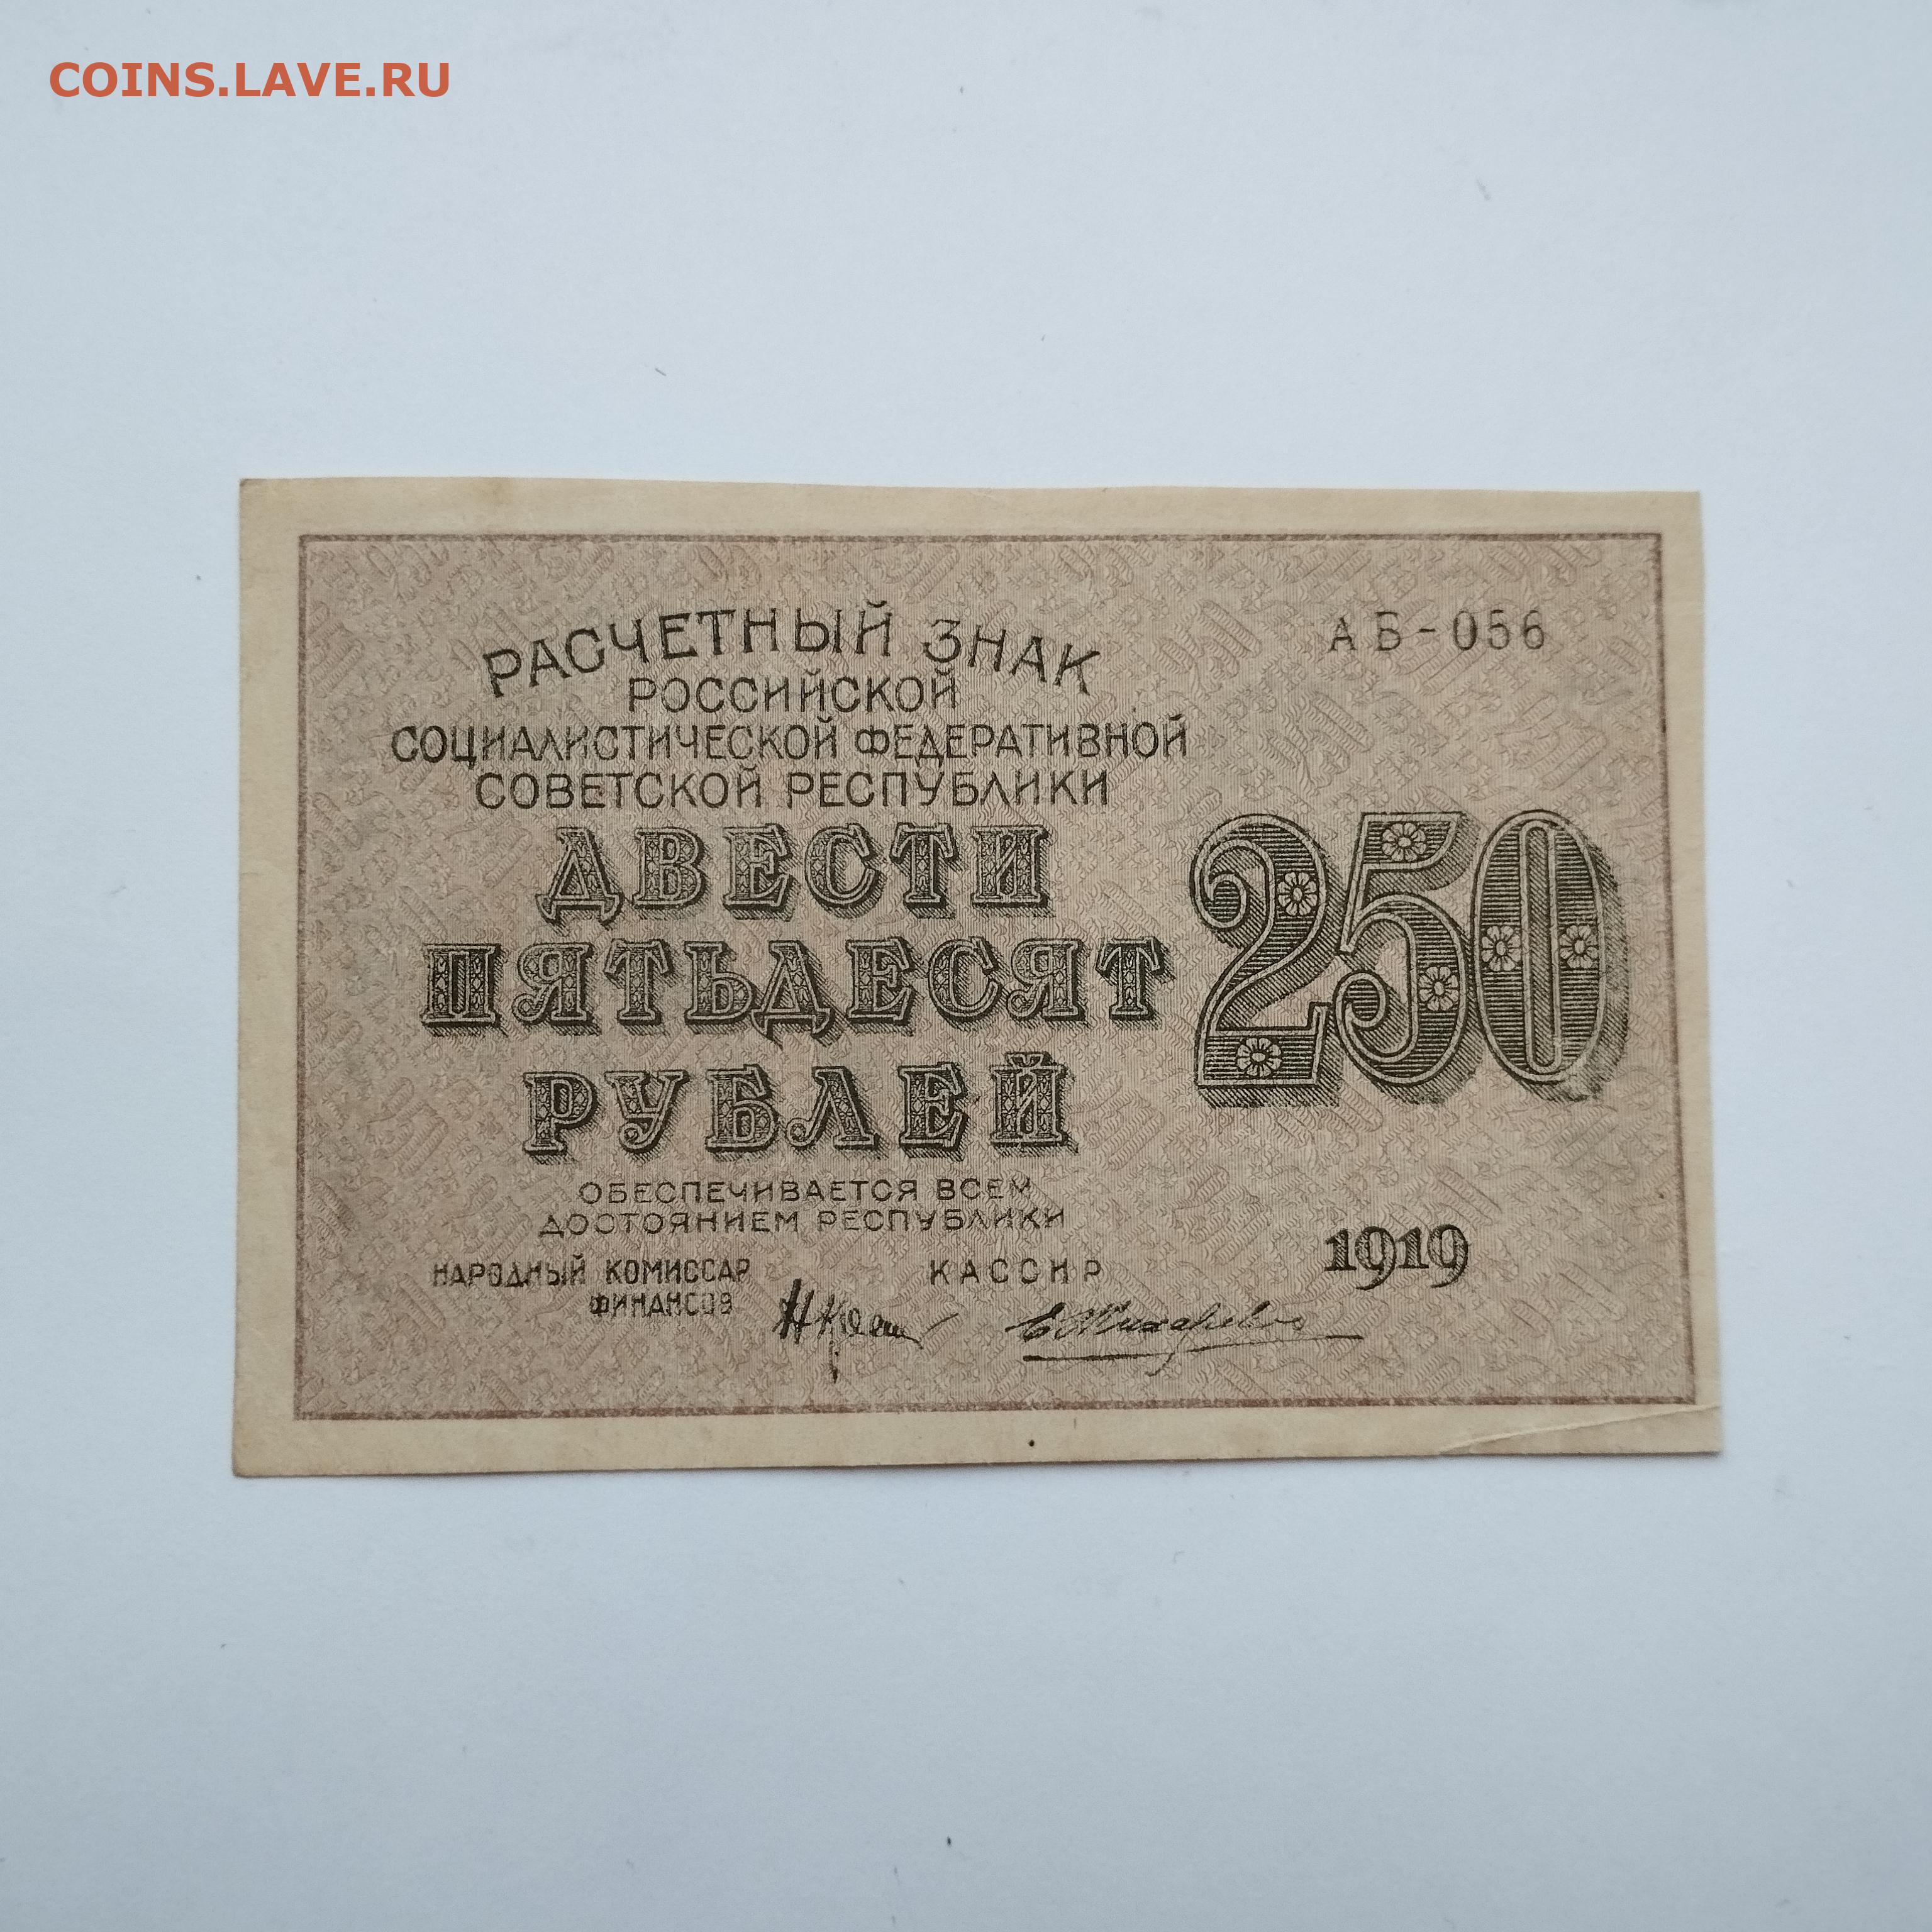 COINS.LAVE.RU
РАСЧЕТНЫЙ ЗНАК
РОССИЙСКОЙ
СОЦИАЛИСТИЧЕСКОЙ ФЕДЕРАТИВНОЙ
СОВЕТСКОЙ РЕСПУБЛИКИ
АБ-056
ДВЕСТИ
ПЯТЬДЕСЯТ
РУБЛЕЙ
250
ОБЕСПЕЧИВАЕТСЯ ВСЕМ
ДОСТОЯНИЕМ РЕСПУБЛИКИ
НАРОДНЫЙ КОМИССАР
ФИНАНСОВ
КАССИР
1919